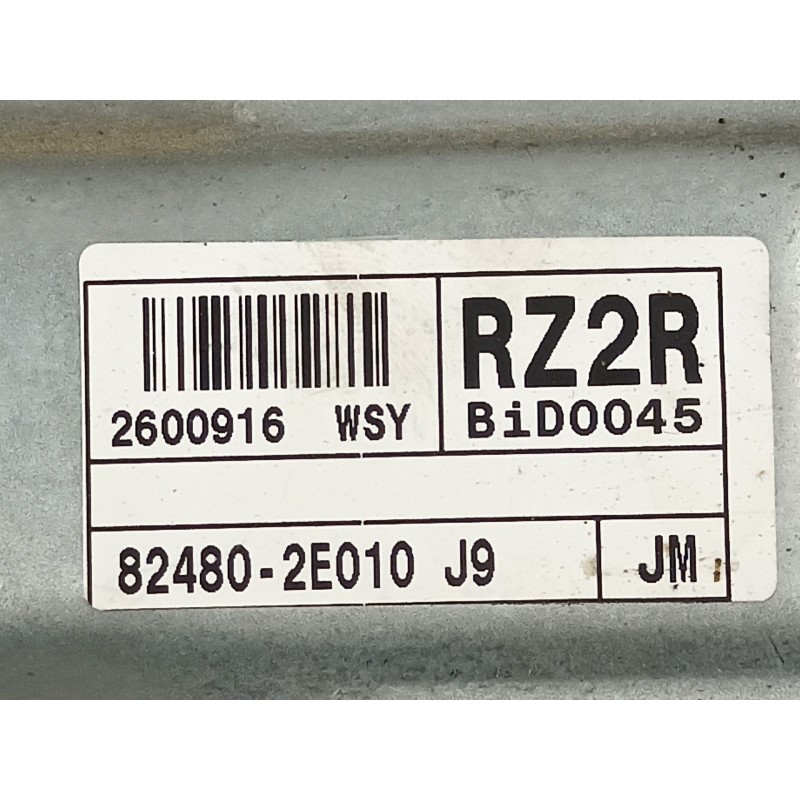 RZ2R
2600916 WSY
BiD0045
82480-2E010 J9
JM